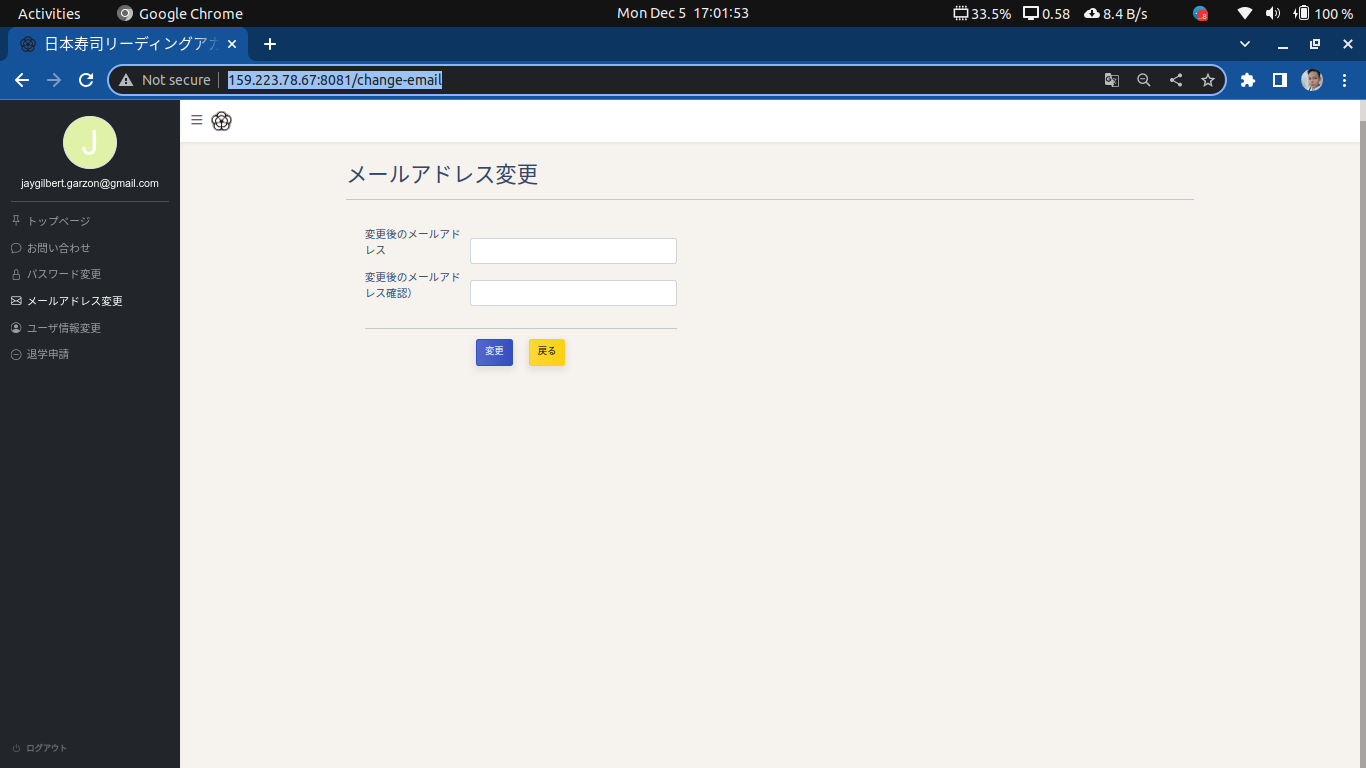 Activities
Google Chrome
Mon Dec 5 17:01:53
33.5%
0.58
8.4 B/s
100 %
日本寿司リーディングアカ
Not secure
159.223.78.67:8081/change-email
J
jaygilbert.garzon@gmail.com
トップページ
お問い合わせ
パスワード変更
メールアドレス変更
ユーザ情報変更
退学申請
ログアウト
メールアドレス変更
変更後のメールアド
レス
変更後のメールアド
レス確認）
変更
戻る